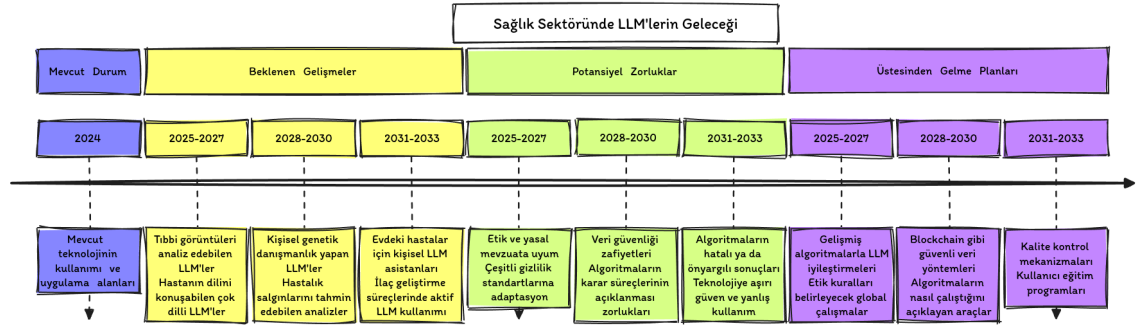 Sağlık Sektöründe LLM'lerin Geleceği
Mevcut Durum
Beklenen Gelişmeler
Potansiyel Zorluklar
Üstesinden Gelme Planları
2024
2025-2027
2028-2030
2031-2033
2025-2027
2028-2030
2031-2033
2025-2027
2028-2030
2031-2033
Mevcut
teknolojinin
kullanımı ve
uygulama alanları
Tıbbi görüntüleri
analiz edebilen
LLM'ler
Hastanın dilini
konuşabilen çok
dilli LLM'ler
Kişisel genetik
danışmanlık yapan
LLM'ler
Hastalık
salgınlarını tahmin
edebilen analizler
Evdeki hastalar
için kişisel LLM
asistanları
İlaç geliştirme
süreçlerinde aktif
LLM kullanımı
Etik ve yasal
mevzuata uyum
Çeşitli gizlilik
standartlarına
adaptasyon
Veri güvenliği
zafiyetleri
Algoritmaların
karar süreçlerinin
açıklanması
zorlukları
Algoritmaların
hatalı ya da
önyargılı sonuçları
Teknolojiye aşırı
güven ve yanlış
kullanım
Gelişmiş
algoritmalarla LLM
iyileştirmeleri
Etik kuralları
belirleyecek global
çalışmalar
Blockchain gibi
güvenli veri
yöntemleri
Algoritmaların
nasıl çalıştığını
açıklayan araçlar
Kalite kontrol
mekanizmaları
Kullanıcı eğitim
programları